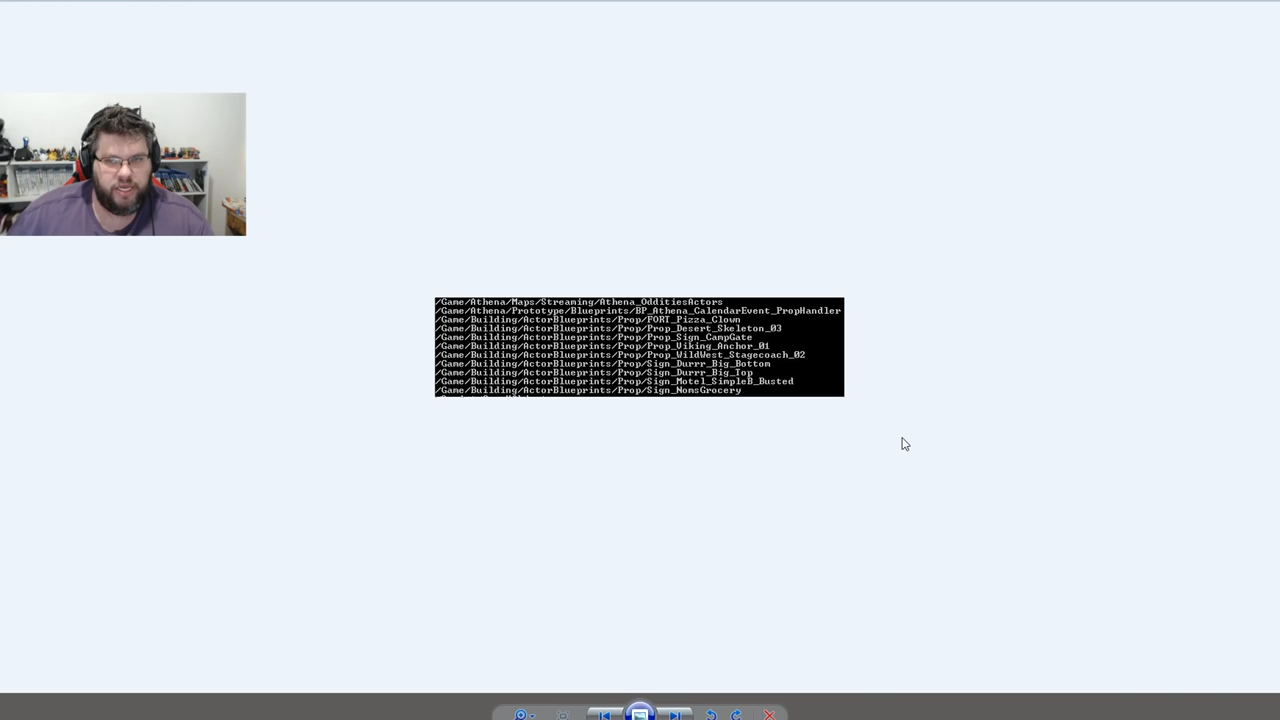 /Game/Athena/Maps/Streaming/Athena_OdditiesActors
/Game/Athena/Prototype/Blueprints/BP_Athena_CalendarEvent_PropHandler
/Game/Building/ActorBlueprints/Prop/FORT_Pizza_Clown
/Game/Building/ActorBlueprints/Prop/Prop_Desert_Skeleton_03
/Game/Building/ActorBlueprints/Prop/Prop_Sign_CampGate
/Game/Building/ActorBlueprints/Prop/Prop_Viking_Anchor_01
/Game/Building/ActorBlueprints/Prop/Prop_WildWest_Stagecoach_02
/Game/Building/ActorBlueprints/Prop/Sign_Durrr_Big_Bottom
/Game/Building/ActorBlueprints/Prop/Sign_Durrr_Big_Top
/Game/Building/ActorBlueprints/Prop/Sign_Motel_SimpleB_Busted
/Game/Building/ActorBlueprints/Prop/Sign_NomsGrocery